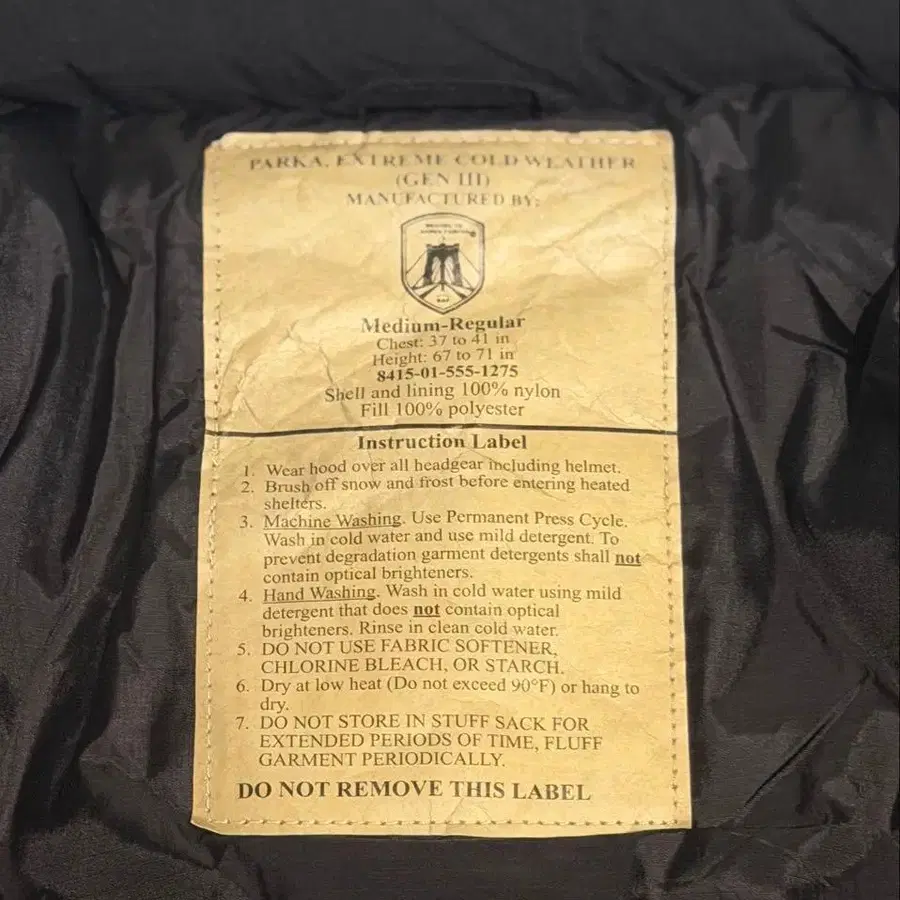 PARKA, EXTREME COLD WEATHER
(GEN III)
MANUFACTURED BY:
Medium-Regular
Chest: 37 to 41 in
Height: 67 to 71 in
8415-01-555-1275
Shell and lining 100% nylon
Fill 100% polyester
Instruction Label
1. Wear hood over all headgear including helmet.
2. Brush off snow and frost before entering heated
shelters.
3. Machine Washing. Use Permanent Press Cycle.
Wash in cold water and use mild detergent. To
prevent degradation garment detergents shall not
contain optical brighteners.
4. Hand Washing. Wash in cold water using mild
detergent that does not contain optical
brighteners. Rinse in clean cold water.
5. DO NOT USE FABRIC SOFTENER,
CHLORINE BLEACH, OR STARCH.
6. Dry at low heat (Do not exceed 90°F) or hang to
dry.
7. DO NOT STORE IN STUFF SACK FOR
EXTENDED PERIODS OF TIME, FLUFF
GARMENT PERIODICALLY.
DO NOT REMOVE THIS LABEL